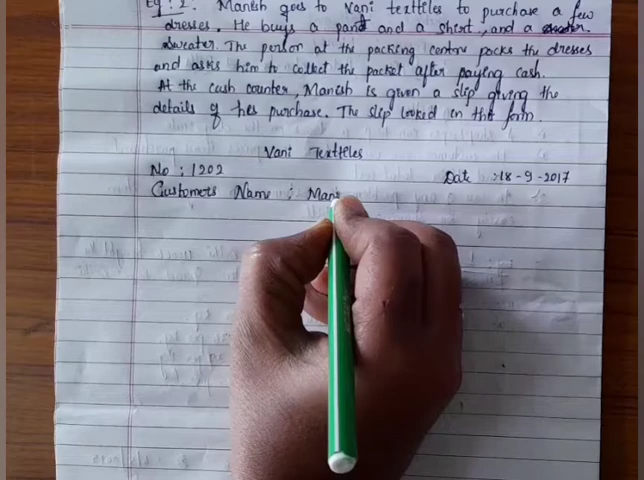 Eg : 2. Manish goes to Vani textiles to purchase a few
dresses. He buys a pant and a shirt, and a
sweater. The person at the packing centre packs the dresses
and asks him to collect the packet after paying cash.
At the cash counter, Manish is given a slip giving the
details of his purchase. The slip looked in this form.
Vani Textiles
No : 1202 Date : 18-9-2017
Customers Name : Mani